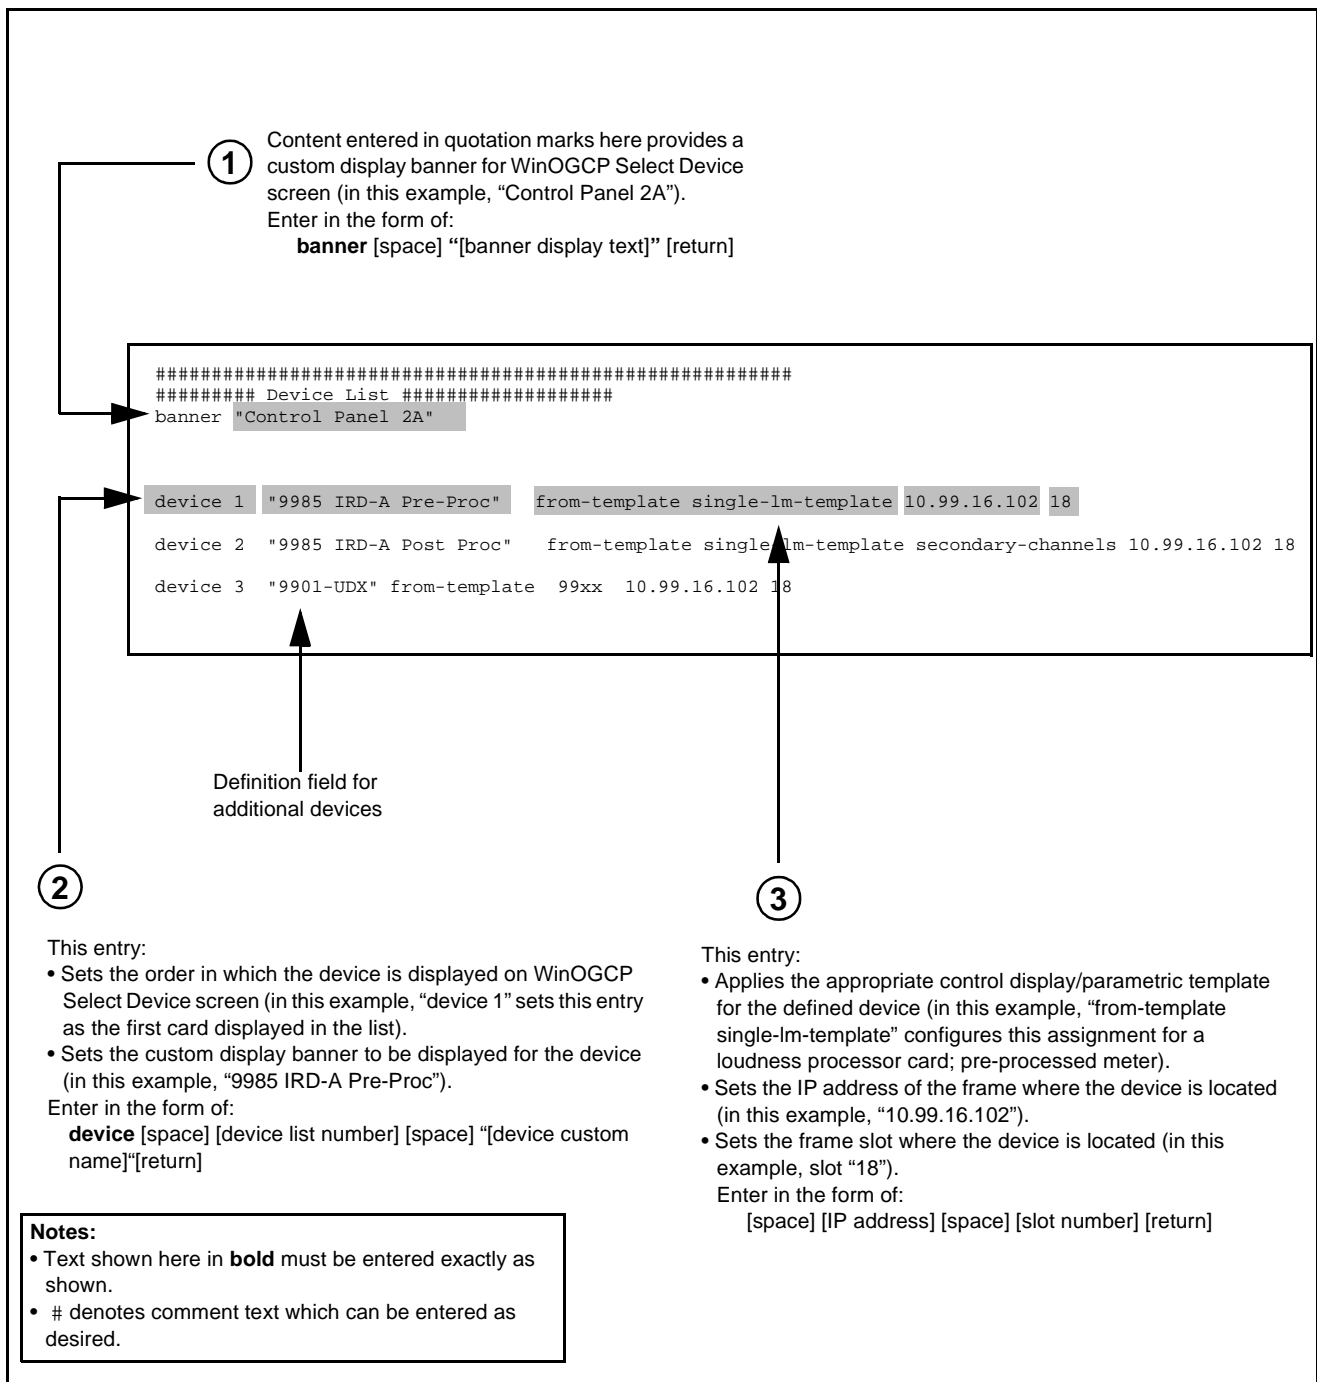 1
Content entered in quotation marks here provides a
custom display banner for WinOGCP Select Device
screen (in this example, “Control Panel 2A”).
Enter in the form of:
banner [space] “[banner display text]” [return]
########################################################
######### Device List ###################
banner "Control Panel 2A"
device 1 "9985 IRD-A Pre-Proc" from-template single-lm-template 10.99.16.102 18
device 2 "9985 IRD-A Post Proc" from-template single-lm-template secondary-channels 10.99.16.102 18
device 3 "9901-UDX" from-template 99xx 10.99.16.102 18
Definition field for
additional devices
2
This entry:
• Sets the order in which the device is displayed on WinOGCP
Select Device screen (in this example, “device 1” sets this entry
as the first card displayed in the list).
• Sets the custom display banner to be displayed for the device
(in this example, “9985 IRD-A Pre-Proc”).
Enter in the form of:
device [space] [device list number] [space] “[device custom
name]“[return]
3
This entry:
• Applies the appropriate control display/parametric template
for the defined device (in this example, “from-template
single-lm-template” configures this assignment for a
loudness processor card; pre-processed meter).
• Sets the IP address of the frame where the device is located
(in this example, “10.99.16.102”).
• Sets the frame slot where the device is located (in this
example, slot “18”).
Enter in the form of:
[space] [IP address] [space] [slot number] [return]
Notes:
• Text shown here in bold must be entered exactly as
shown.
• # denotes comment text which can be entered as
desired.